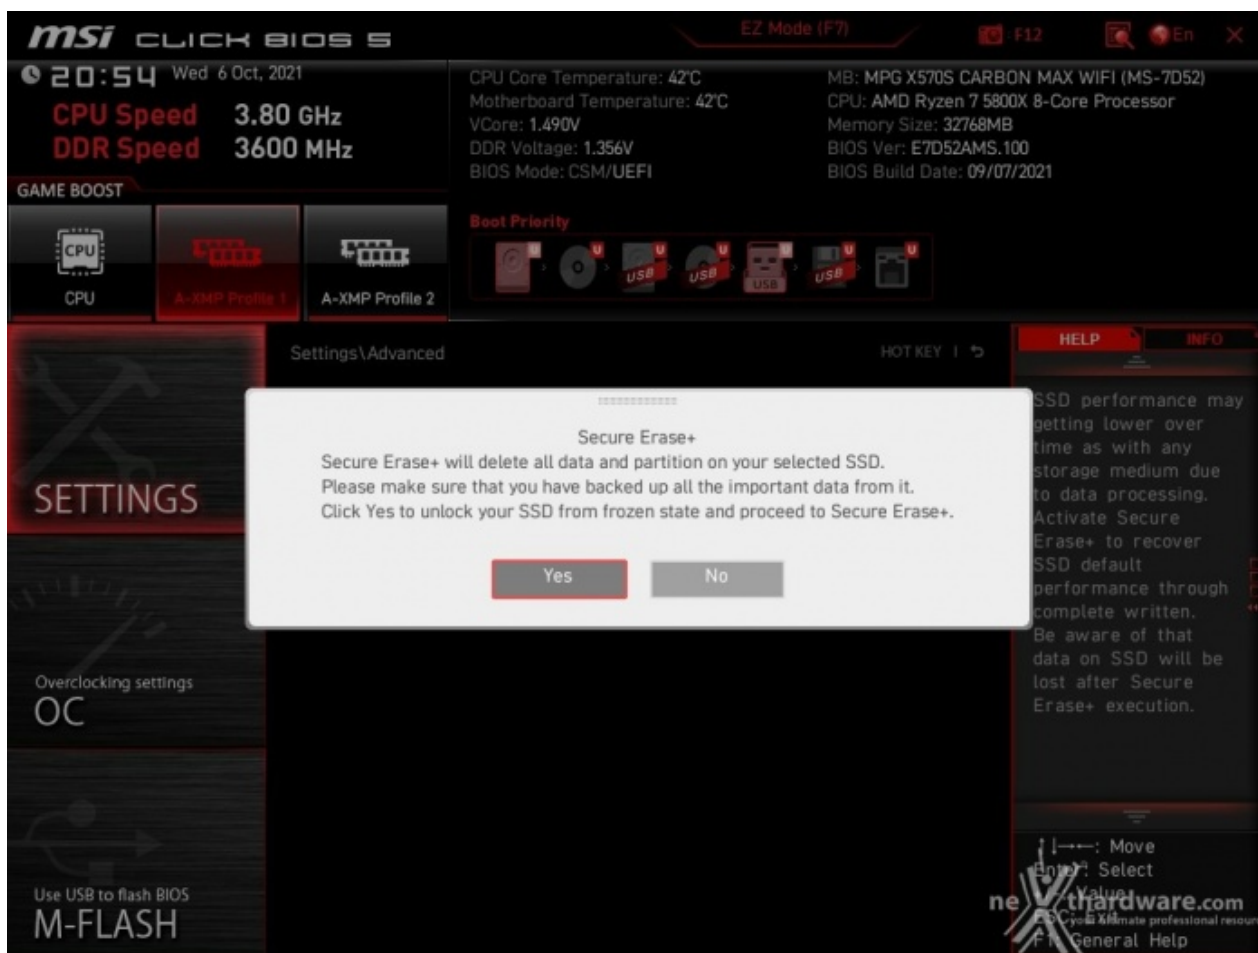 msi CLICK BIOS 5
EZ Mode (F7)
F12
En
20:54 Wed 6 Oct, 2021
CPU Speed 3.80 GHz
DDR Speed 3600 MHz
CPU Core Temperature: 42°C
Motherboard Temperature: 42°C
VCore: 1.490V
DDR Voltage: 1.356V
BIOS Mode: CSM/UEFI
MB: MPG X570S CARBON MAX WIFI (MS-7D52)
CPU: AMD Ryzen 7 5800X 8-Core Processor
Memory Size: 32768MB
BIOS Ver: E7D52AMS.100
BIOS Build Date: 09/07/2021
GAME BOOST
CPU
CPU
A-XMP Profile 1
A-XMP Profile 2
Boot Priority
U U U U U U U
USB USB USB USB
SETTINGS
Overclocking settings
OC
Use USB to flash BIOS
M-FLASH
Settings\Advanced
HOT KEY
Secure Erase+
Secure Erase+ will delete all data and partition on your selected SSD.
Please make sure that you have backed up all the important data from it.
Click Yes to unlock your SSD from frozen state and proceed to Secure Erase+.
Yes No
HELP INFO
SSD performance may
getting lower over
time as with any
storage medium due
to data processing.
Activate Secure
Erase+ to recover
SSD default
performance through
complete written.
Be aware of that
data on SSD will be
lost after Secure
Erase+ execution.
↑↓→←: Move
Enter: Select
Value
ESC: Exit
F1: General Help
nexthardware.com
your ultimate professional resour